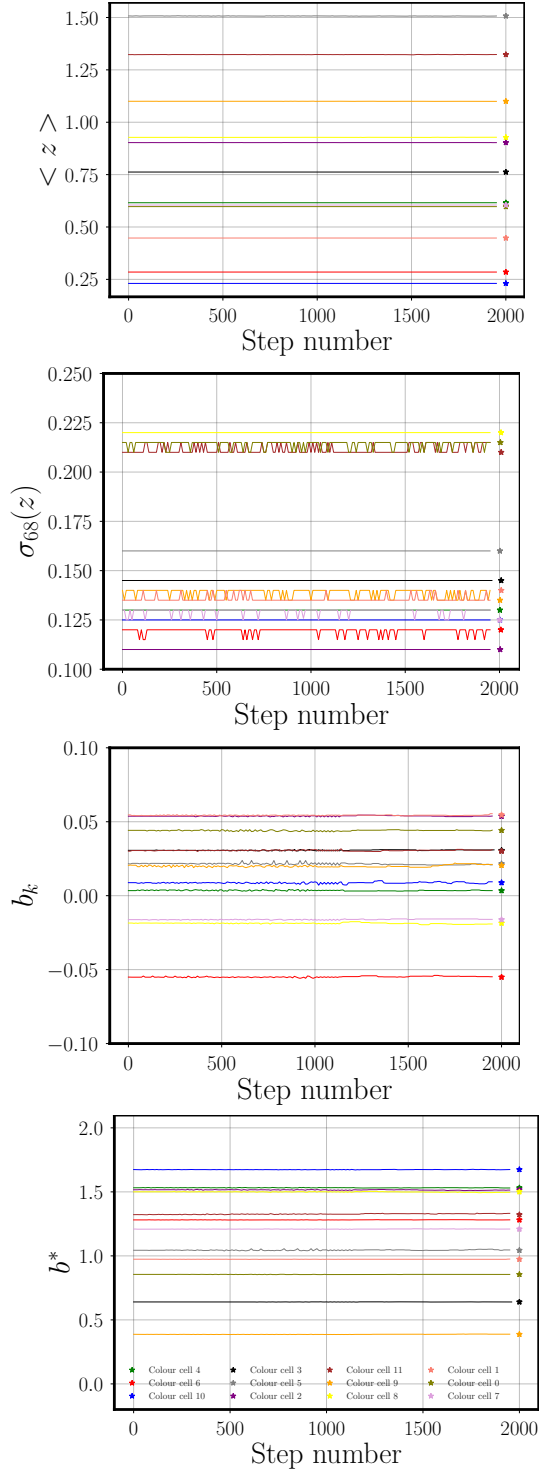 1.50
1.25
1.00
0.75
0.50
0.25
< z >
0 500 1000 1500 2000
Step number
0.250
0.225
0.200
0.175
0.150
0.125
0.100
σ68(z)
0 500 1000 1500 2000
Step number
0.10
0.05
0.00
−0.05
−0.10
bk
0 500 1000 1500 2000
Step number
2.0
1.5
1.0
0.5
0.0
b*
Colour cell 4 Colour cell 3 Colour cell 11 Colour cell 1
Colour cell 6 Colour cell 5 Colour cell 9 Colour cell 0
Colour cell 10 Colour cell 2 Colour cell 8 Colour cell 7
0 500 1000 1500 2000
Step number